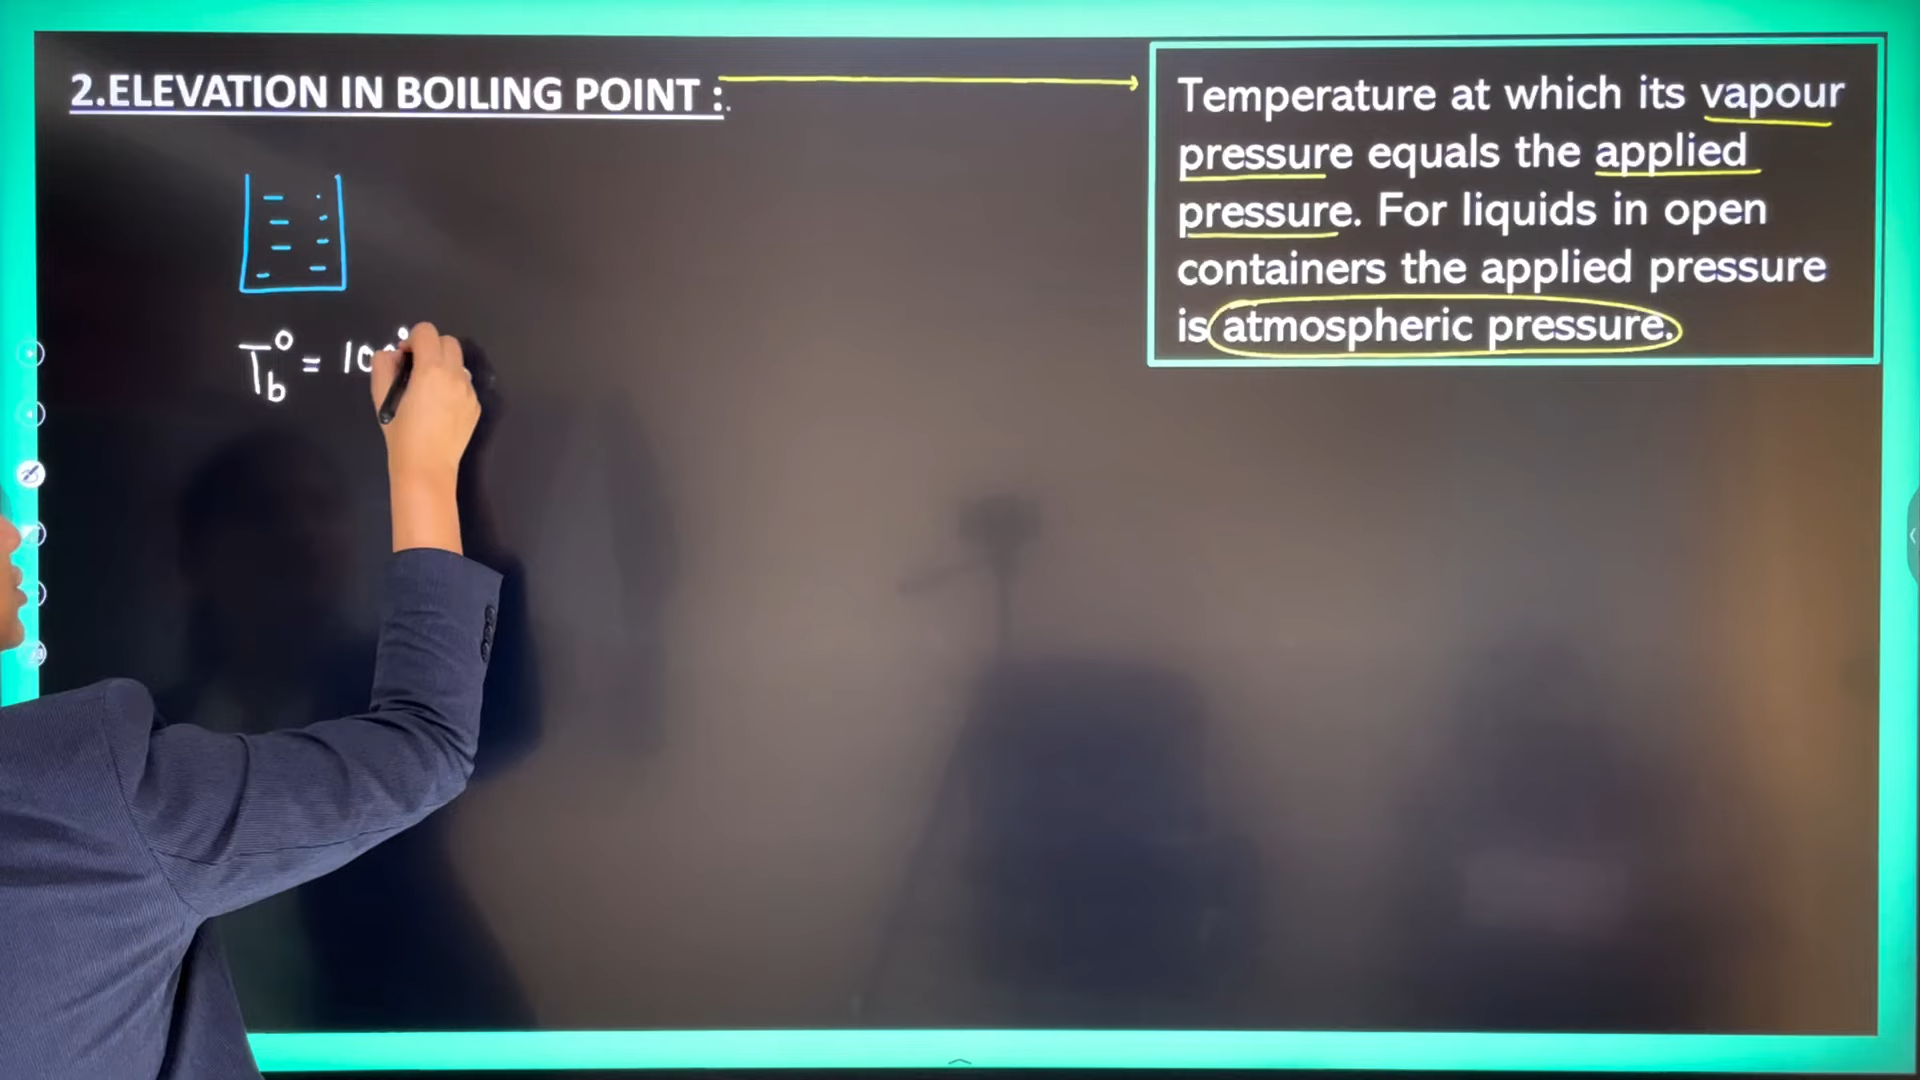 2.ELEVATION IN BOILING POINT :.
Temperature at which its vapour
pressure equals the applied
pressure. For liquids in open
containers the applied pressure
is atmospheric pressure.
T_b° =